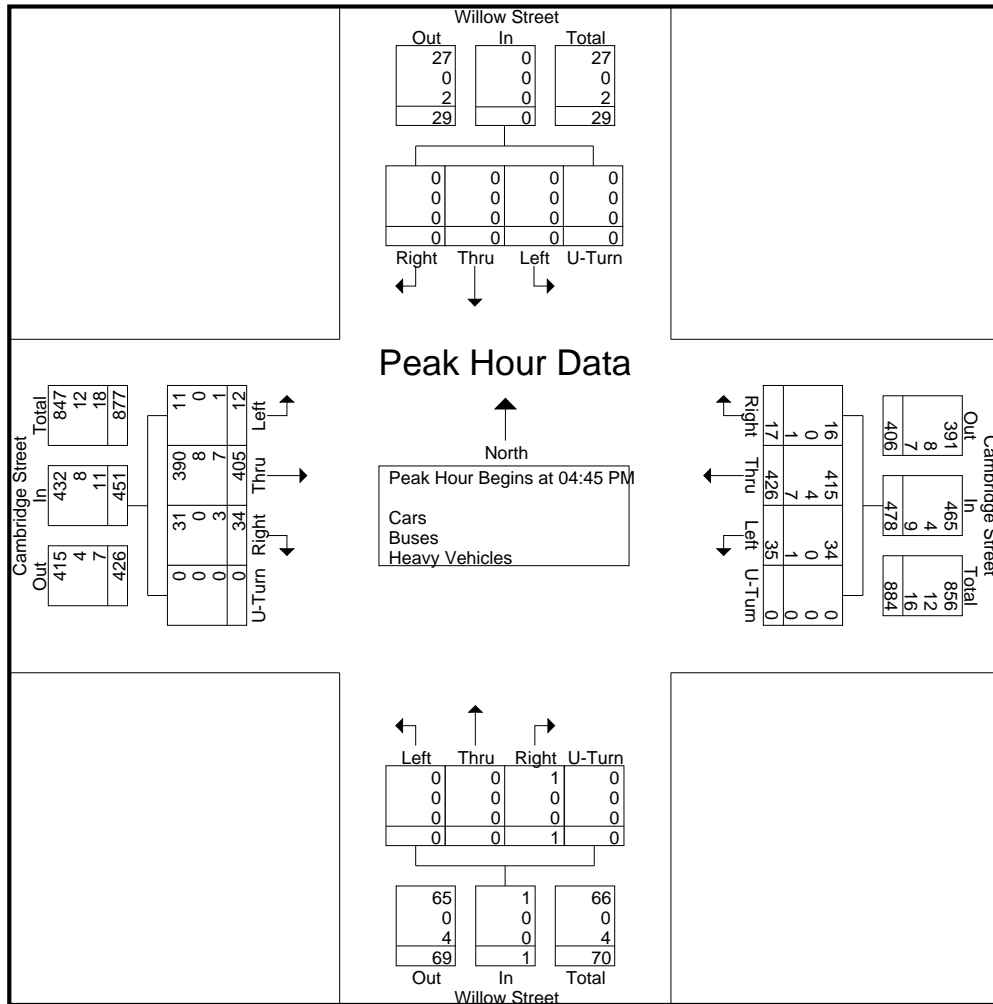 Willow Street
Out In Total
27 0 27
0 0 0
2 0 2
29 0 29
0 0 0 0
0 0 0 0
0 0 0 0
0 0 0 0
Right Thru Left U-Turn
Peak Hour Data
North
Peak Hour Begins at 04:45 PM
Cars
Buses
Heavy Vehicles
Cambridge Street
Total
847
12
18
877
In
432
8
11
451
Out
415
4
7
426
11
0
1
12
Left
390
8
7
405
Thru
31
0
3
34
Right
0
0
0
0
U-Turn
Right
17
1
0
16
Thru
426
7
4
415
Left
35
1
0
34
U-Turn
0
0
0
0
Cambridge Street
Out
391
8
7
406
In
465
4
9
478
Total
856
12
16
884
Left Thru Right U-Turn
0 0 1 0
0 0 0 0
0 0 0 0
0 0 1 0
65 1 66
0 0 0
4 0 4
69 1 70
Out In Total
Willow Street